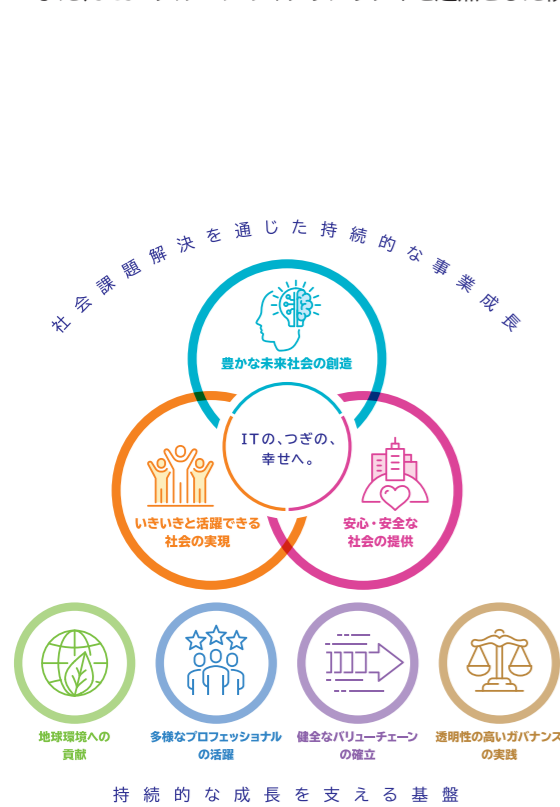 社会課題解決を通じた持続的な事業成長
豊かな未来社会の創造
ITの、つぎの、
幸せへ。
いきいきと活躍できる
社会の実現
安心・安全な
社会の提供
地球環境への
貢献
多様なプロフェッショナル
の活躍
健全なバリューチェーン
の確立
透明性の高いガバナンス
の実践
持続的な成長を支える基盤